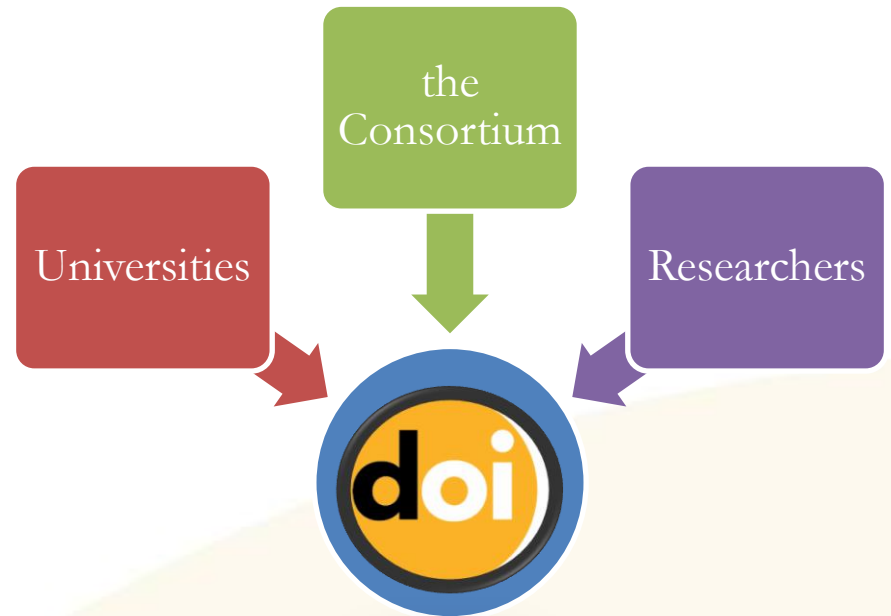 the
Consortium
Universities
Researchers
doi